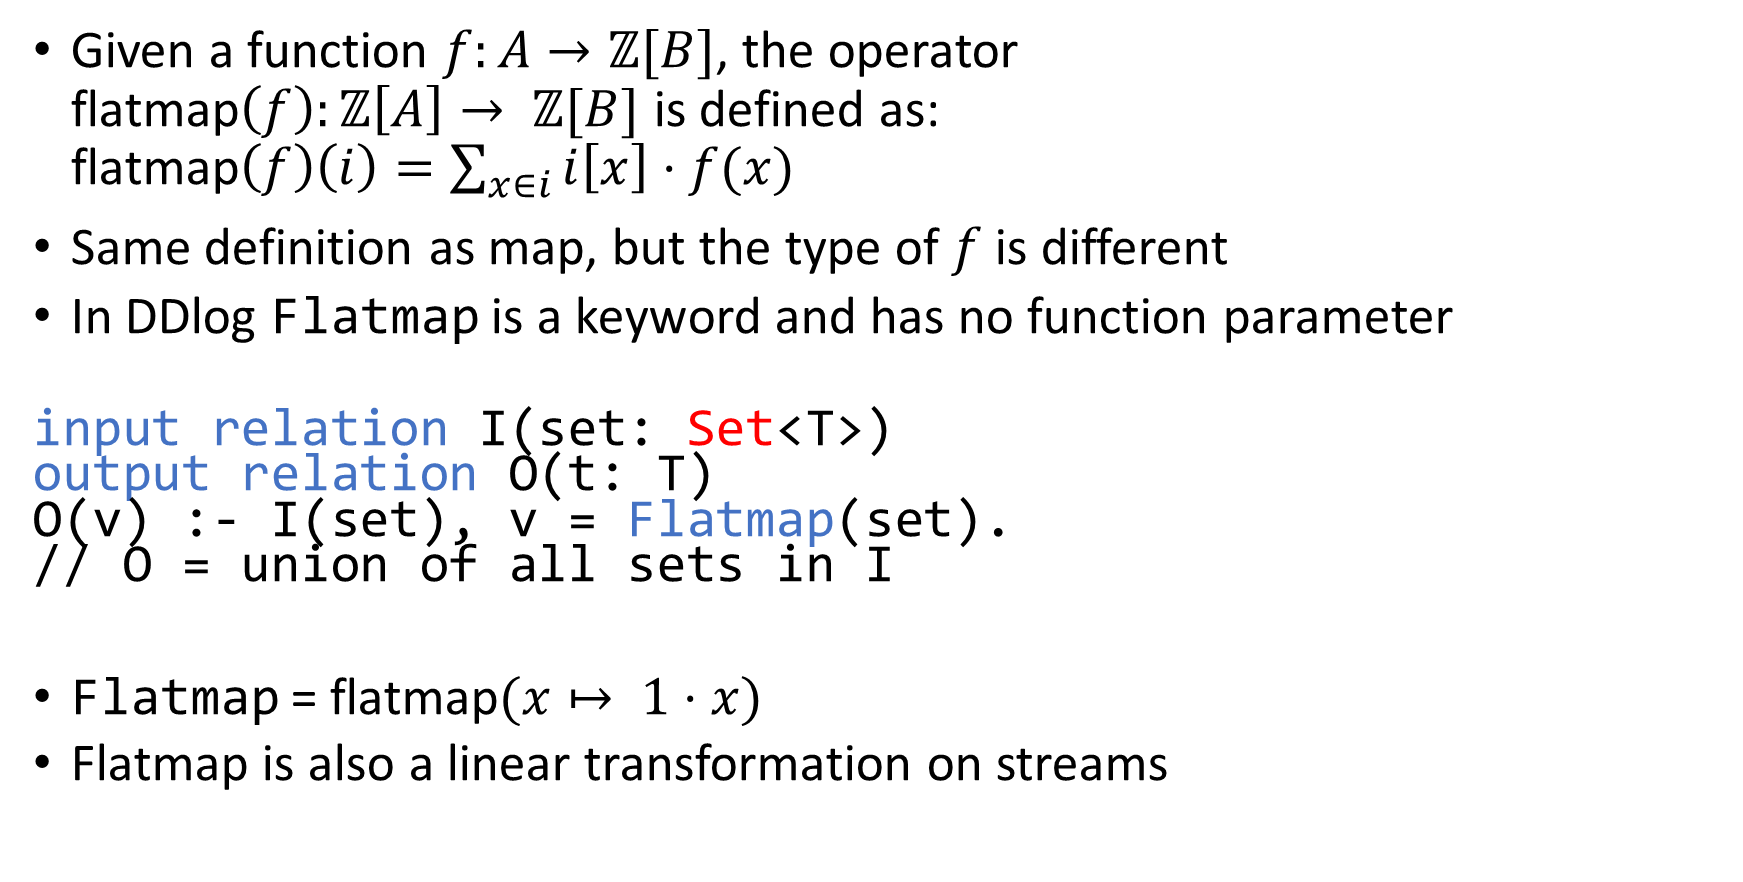 • Given a function f: A → ℤ[B], the operator
flatmap(f): ℤ[A] → ℤ[B] is defined as:
flatmap(f)(i) = ∑ₓ∈ᵢ i[x] · f(x)
• Same definition as map, but the type of f is different
• In DDlog Flatmap is a keyword and has no function parameter
input relation I(set: Set<T>)
output relation O(t: T)
O(v) :- I(set), v = Flatmap(set).
// O = union of all sets in I
• Flatmap = flatmap(x ↦ 1 · x)
• Flatmap is also a linear transformation on streams